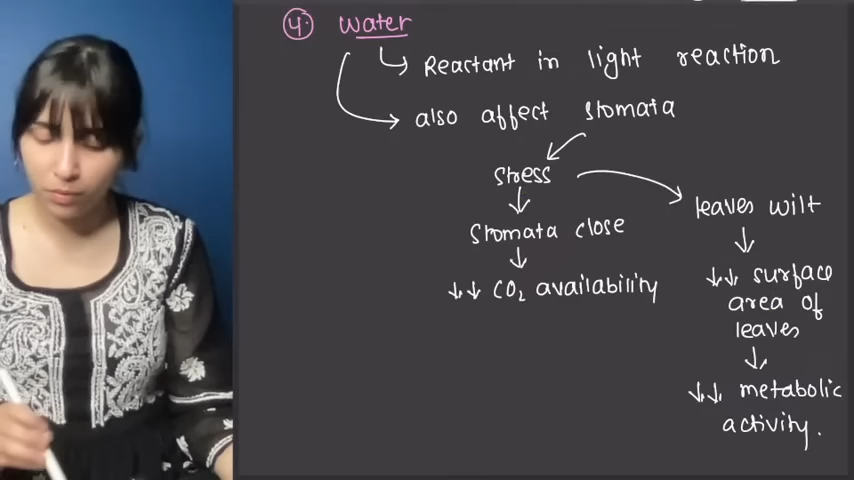 4. Water
Reactant in light reaction
also affect stomata
Stress
Stomata close
↓↓ CO₂ availability
leaves wilt
↓↓ surface
area of
leaves
↓↓ metabolic
activity.